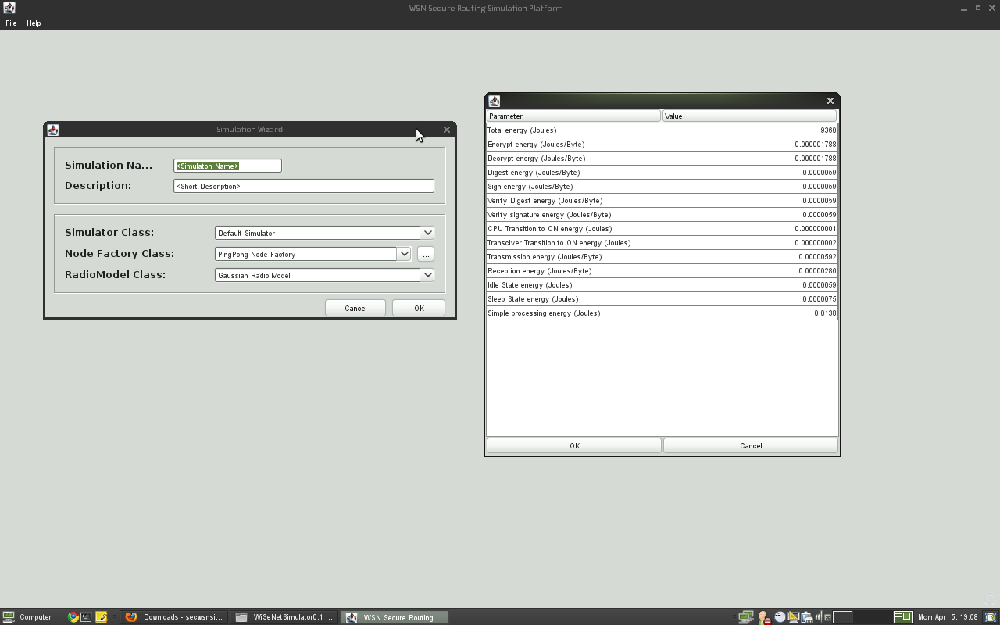 WSN Secure Routing Simulation Platform
File Help
Simulation Wizard
Simulation Na...
<Simulaton Name>
Description:
<Short Description>
Simulator Class:
Default Simulator
Node Factory Class:
PingPong Node Factory
...
RadioModel Class:
Gaussian Radio Model
Cancel OK
Parameter Value
Total energy (Joules) 9360
Encrypt energy (Joules/Byte) 0.000001788
Decrypt energy (Joules/Byte) 0.000001788
Digest energy (Joules/Byte) 0.0000059
Sign energy (Joules/Byte) 0.0000059
Verify Digest energy (Joules/Byte) 0.0000059
Verify signature energy (Joules/Byte) 0.0000059
CPU Transition to ON energy (Joules) 0.000000001
Transciver Transition to ON energy (Joules) 0.000000002
Transmission energy (Joules/Byte) 0.00000592
Reception energy (Joules/Byte) 0.00000286
Idle State energy (Joules) 0.0000059
Sleep State energy (Joules) 0.0000075
Simple processing energy (Joules) 0.0138
OK Cancel
Computer Downloads - secwsnsi... WiSeNetSimulator0.1 ... WSN Secure Routing ... Mon Apr 5, 19:08